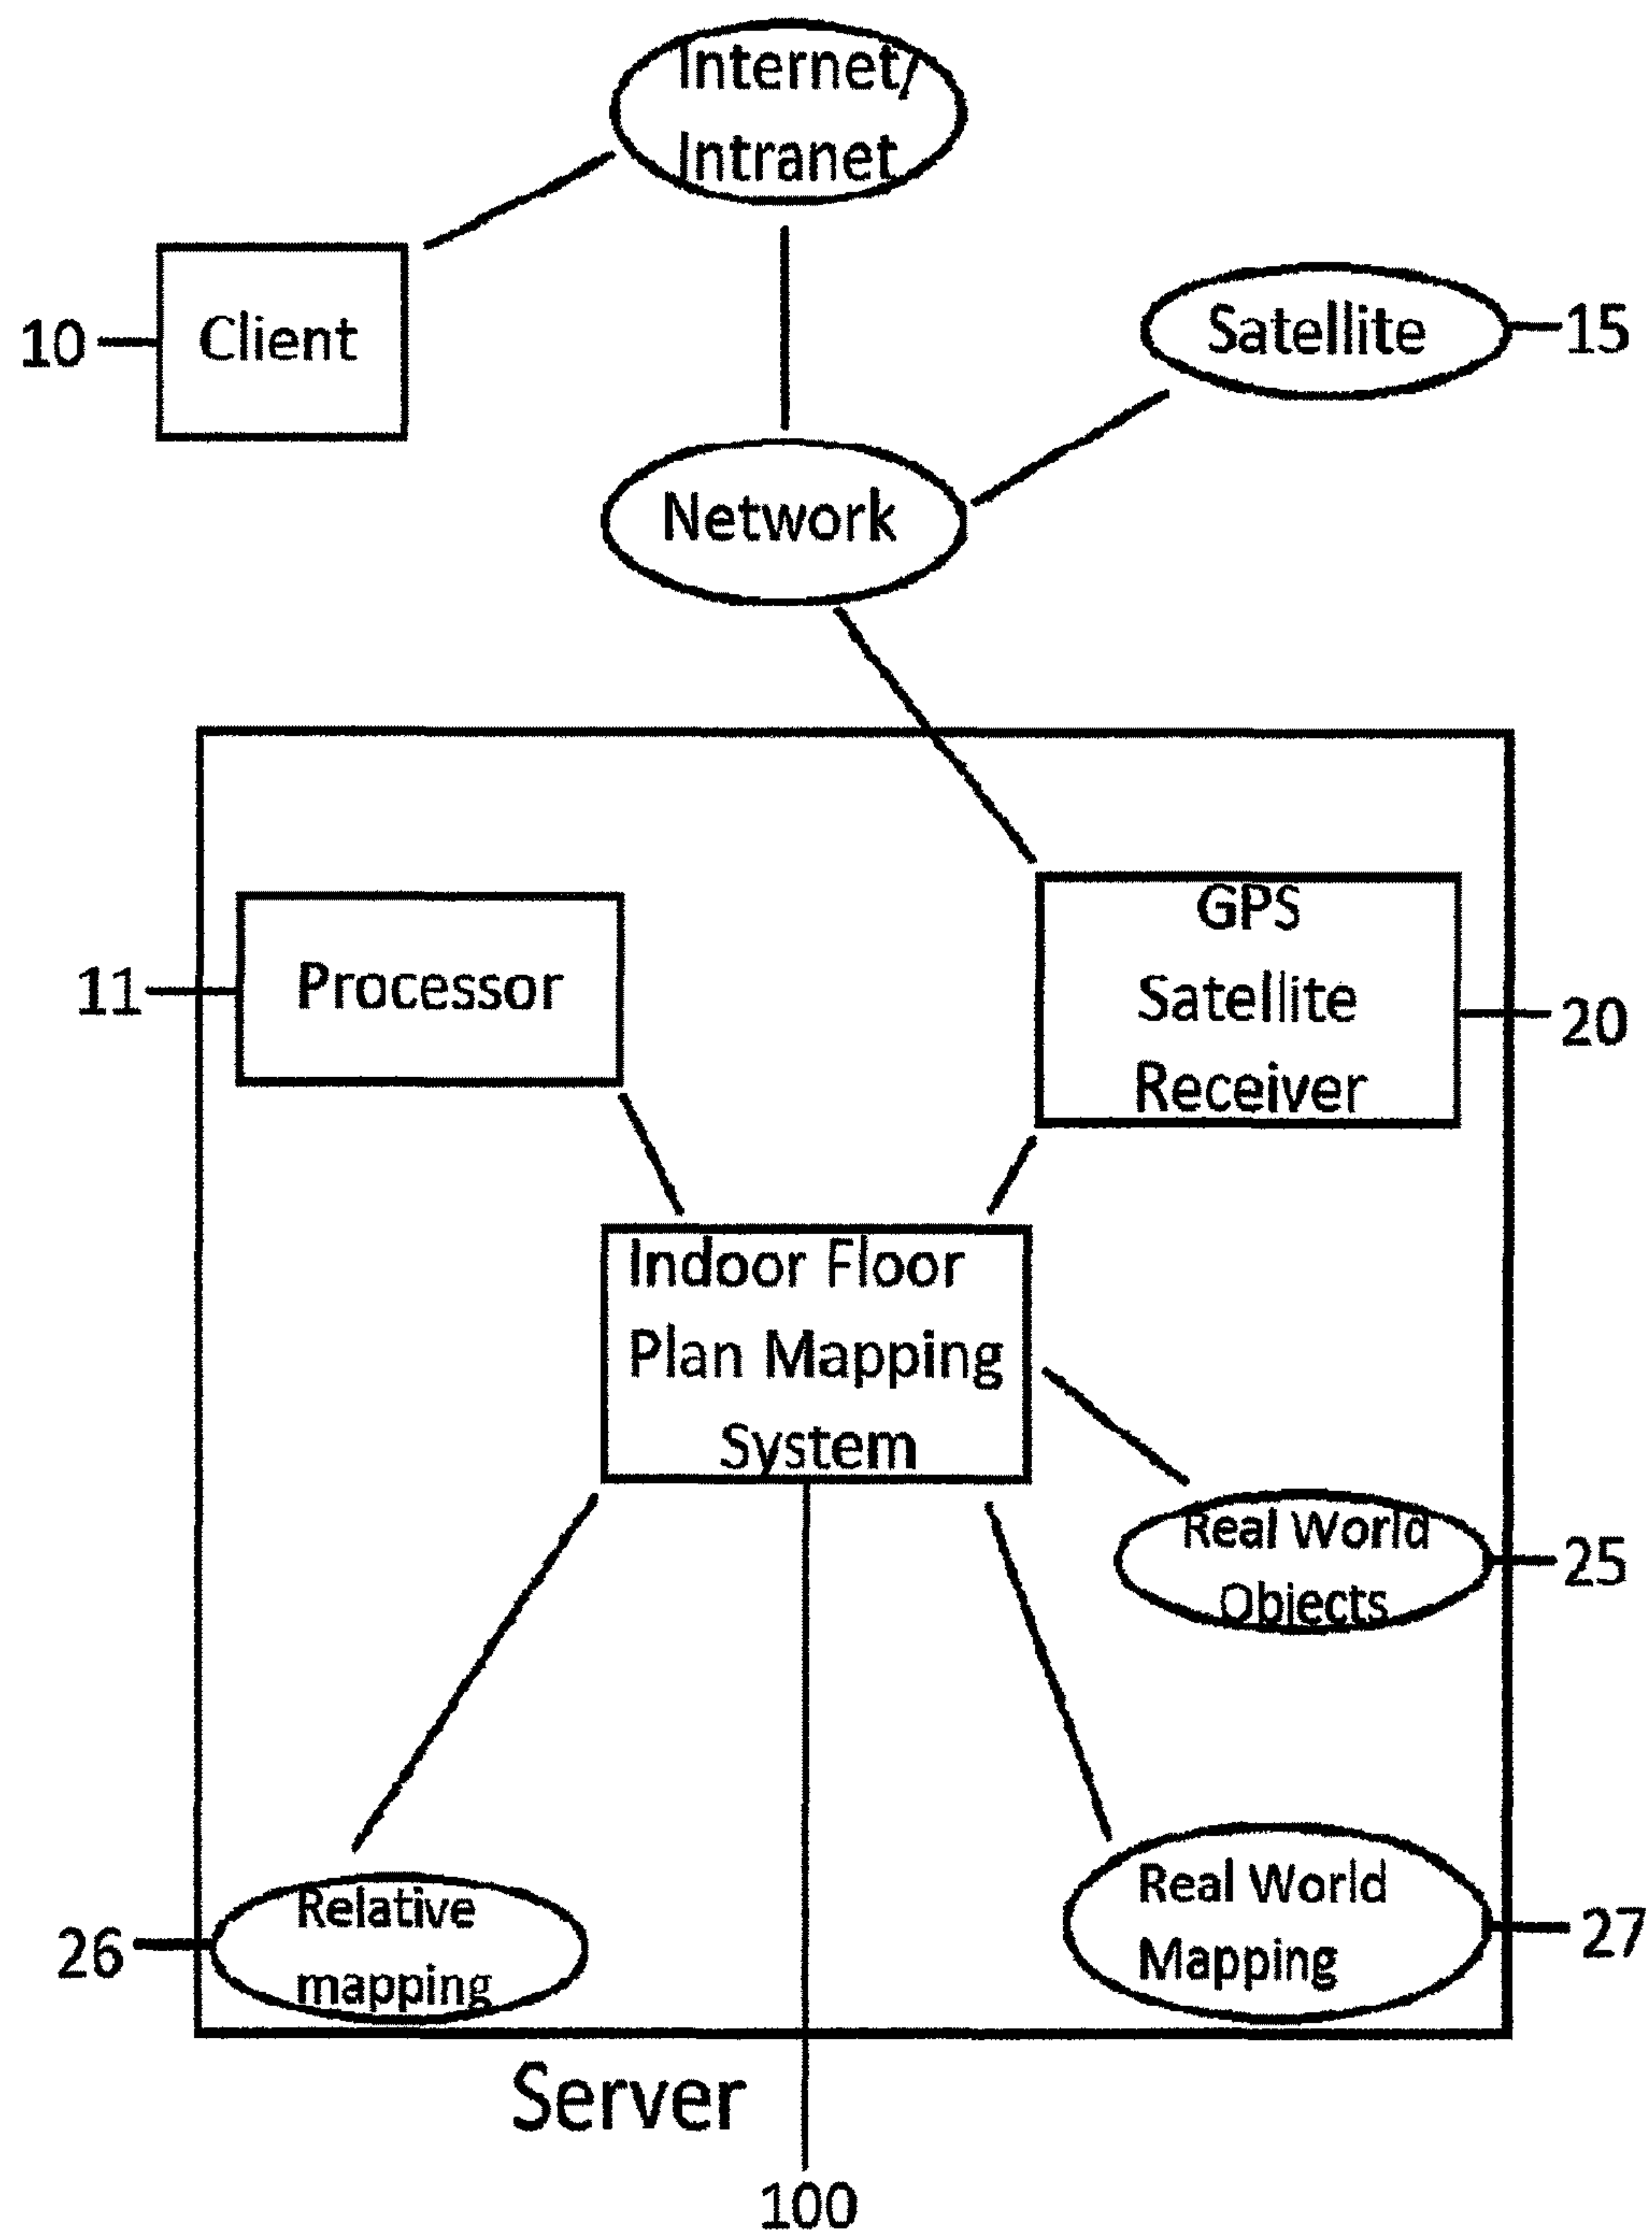 Internet/
Intranet
10
Client
Satellite
15
Network
11
Processor
GPS
Satellite
Receiver
20
Indoor Floor
Plan Mapping
System
Real World
Objects
25
26
Relative
mapping
Real World
Mapping
27
Server
100